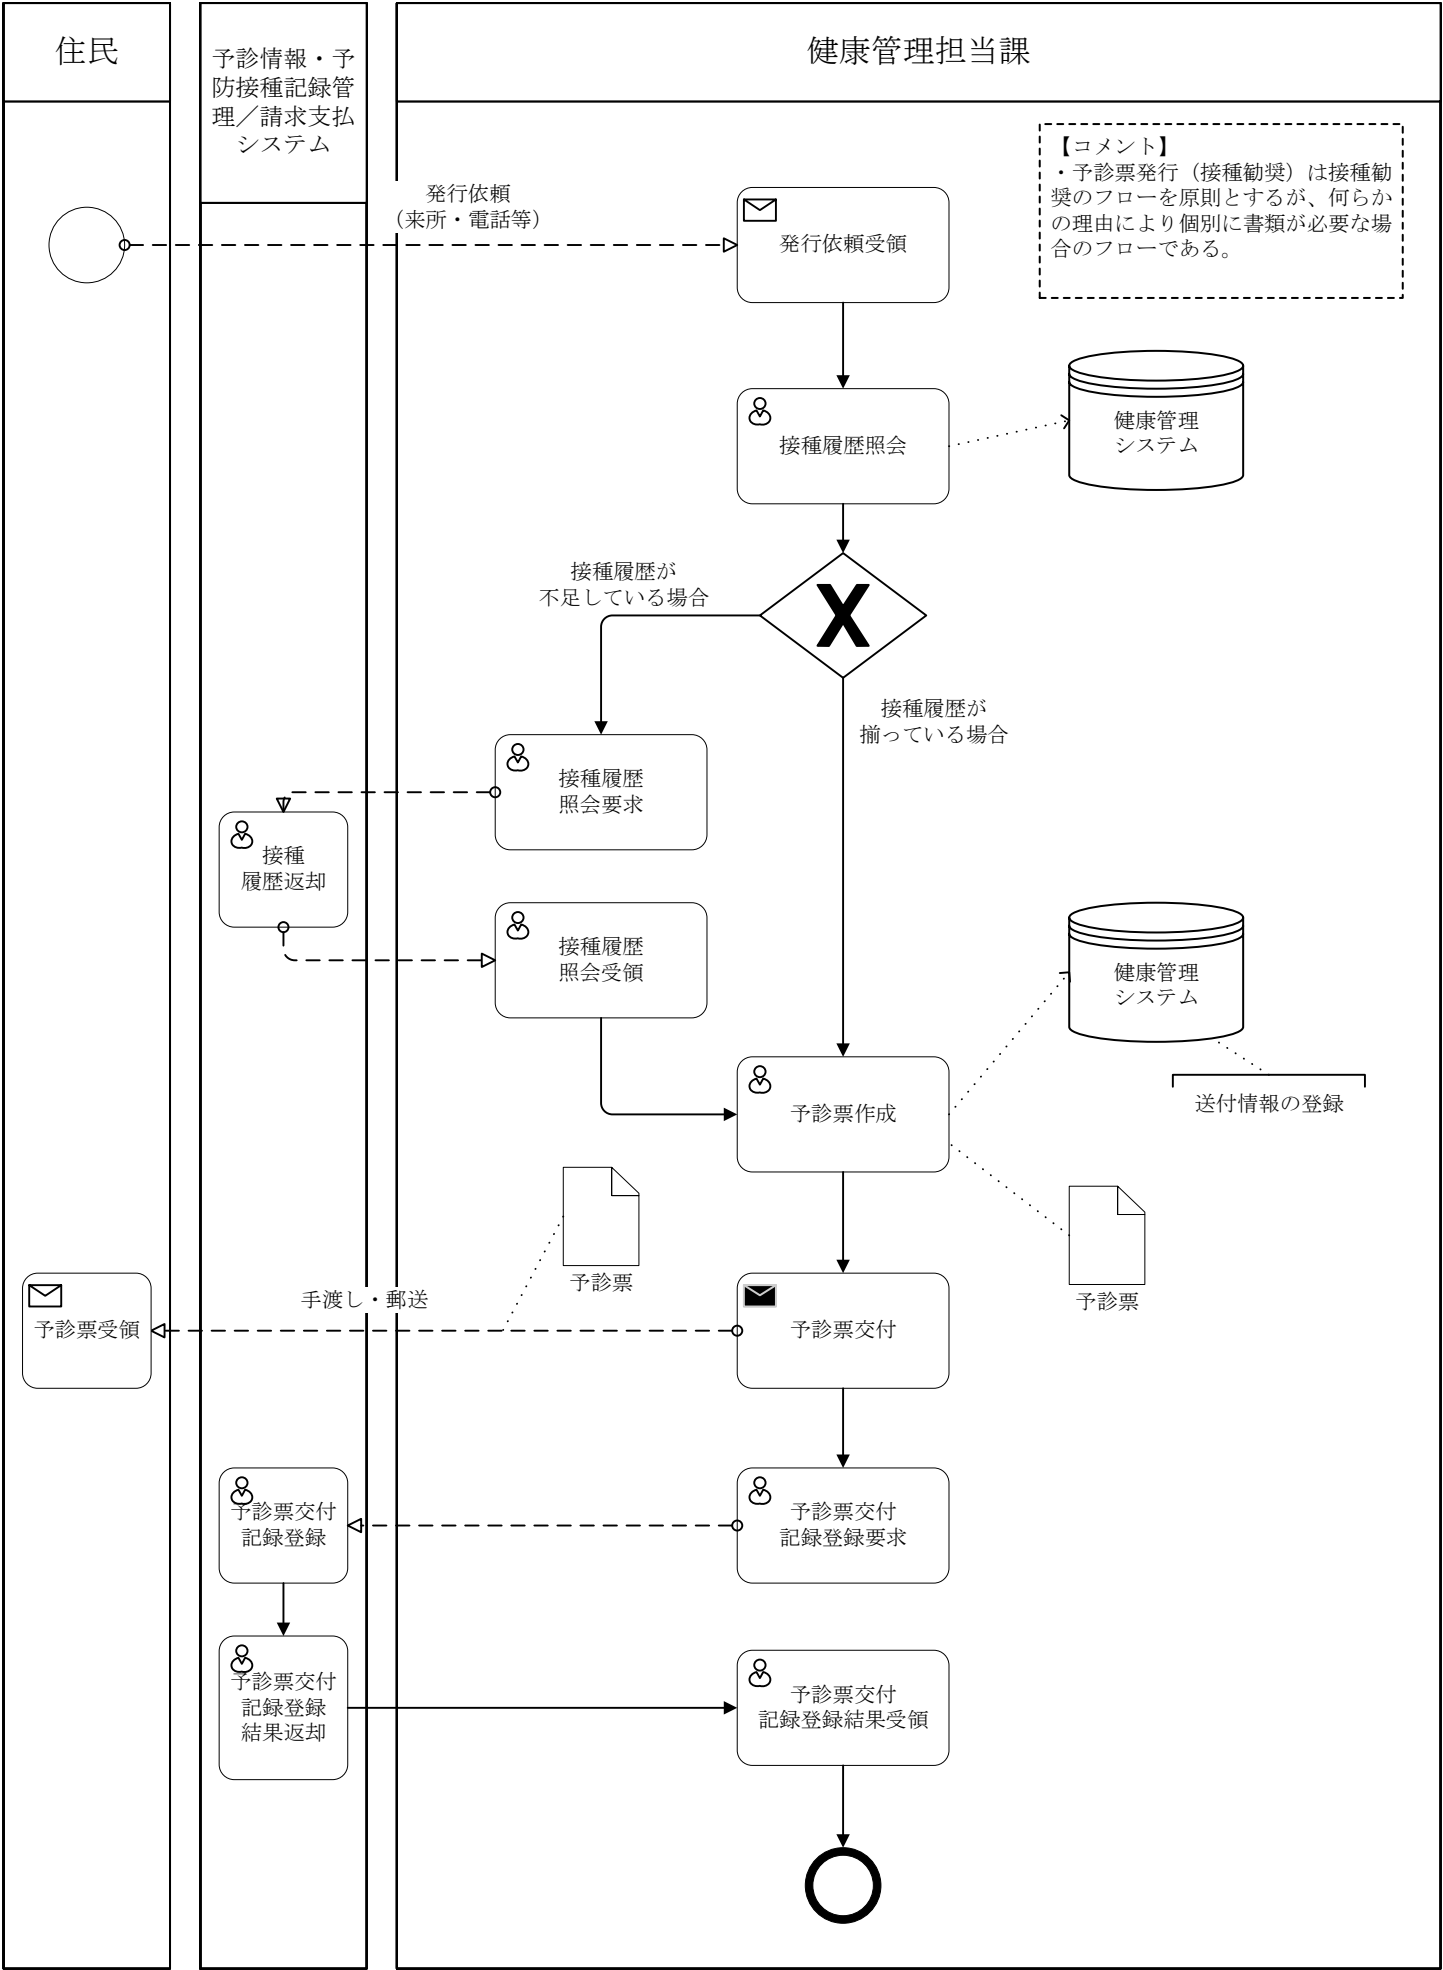 住民
予診情報・予
防接種記録管
理／請求支払
システム
健康管理担当課
【コメント】
・予診票発行（接種勧奨）は接種勧
奨のフローを原則とするが、何らか
の理由により個別に書類が必要な場
合のフローである。
発行依頼
（来所・電話等）
発行依頼受領
接種履歴照会
健康管理
システム
接種履歴が
不足している場合
接種履歴が
揃っている場合
接種履歴
照会要求
接種
履歴返却
接種履歴
照会受領
健康管理
システム
送付情報の登録
予診票作成
予診票
予診票
手渡し・郵送
予診票受領
予診票交付
予診票交付
記録登録
予診票交付
記録登録要求
予診票交付
記録登録
結果返却
予診票交付
記録登録結果受領